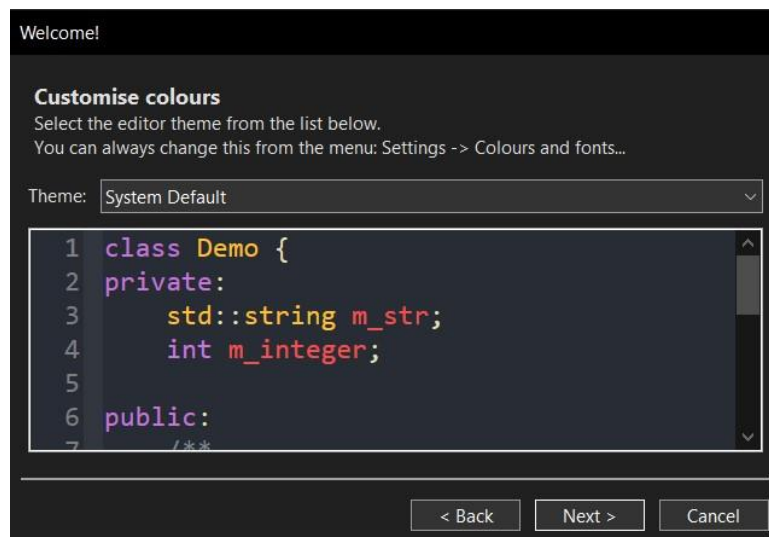 Welcome!
Customise colours
Select the editor theme from the list below.
You can always change this from the menu: Settings -> Colours and fonts...
Theme: System Default
1 class Demo {
2 private:
3     std::string m_str;
4     int m_integer;
5
6 public:
7     /**
< Back Next > Cancel